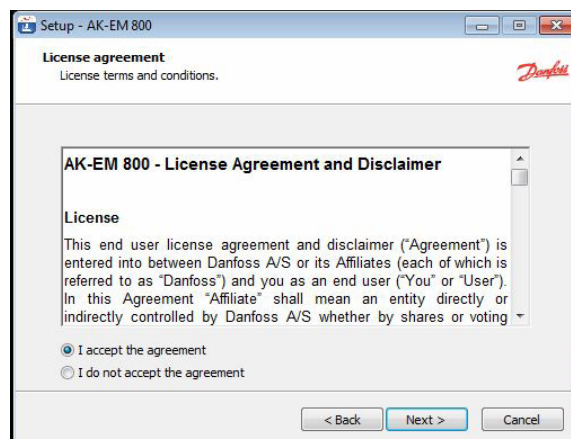 Setup - AK-EM 800
License agreement
License terms and conditions.
Danfoss
AK-EM 800 - License Agreement and Disclaimer
License
This end user license agreement and disclaimer (“Agreement”) is
entered into between Danfoss A/S or its Affiliates (each of which is
referred to as “Danfoss”) and you as an end user (“You” or “User”).
In this Agreement “Affiliate” shall mean an entity directly or
indirectly controlled by Danfoss A/S whether by shares or voting
I accept the agreement
I do not accept the agreement
< Back
Next >
Cancel